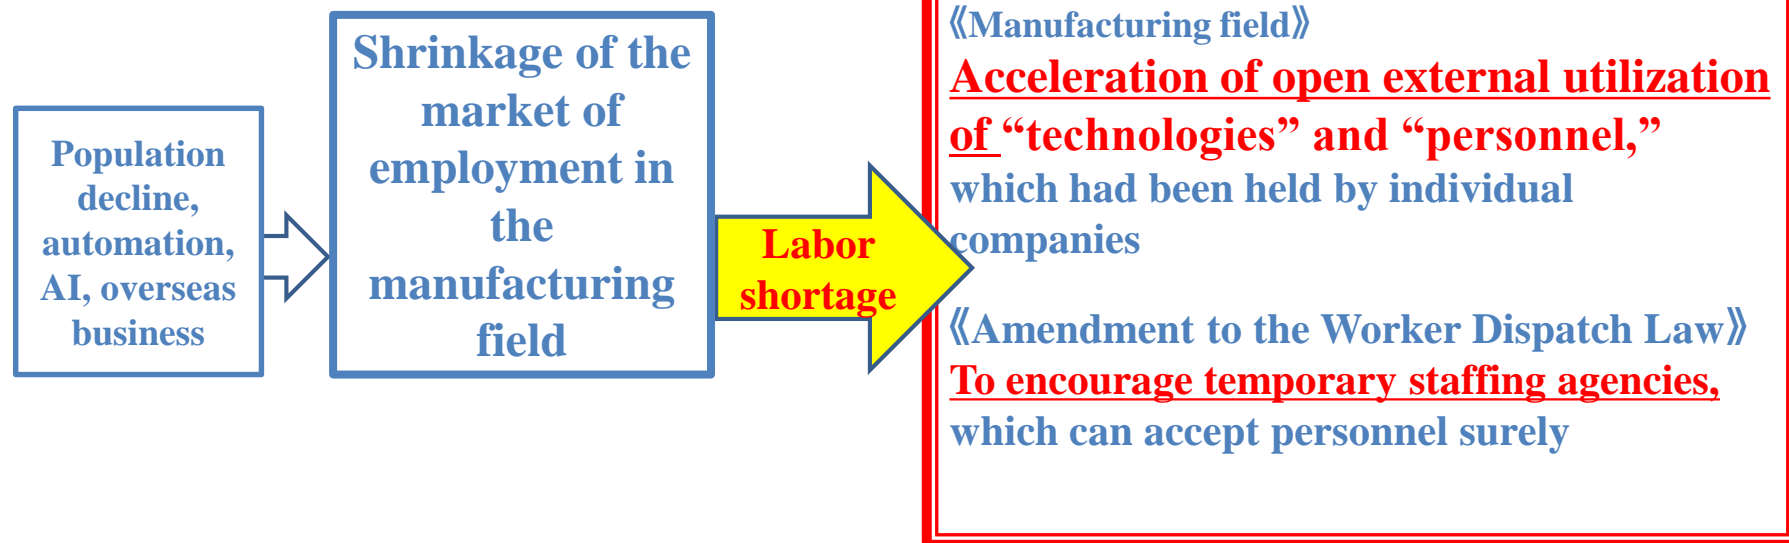 Population
decline,
automation,
AI, overseas
business
Shrinkage of the
market of
employment in
the
manufacturing
field
Labor
shortage
《Manufacturing field》
Acceleration of open external utilization
of “technologies” and “personnel,”
which had been held by individual
companies
《Amendment to the Worker Dispatch Law》
To encourage temporary staffing agencies,
which can accept personnel surely